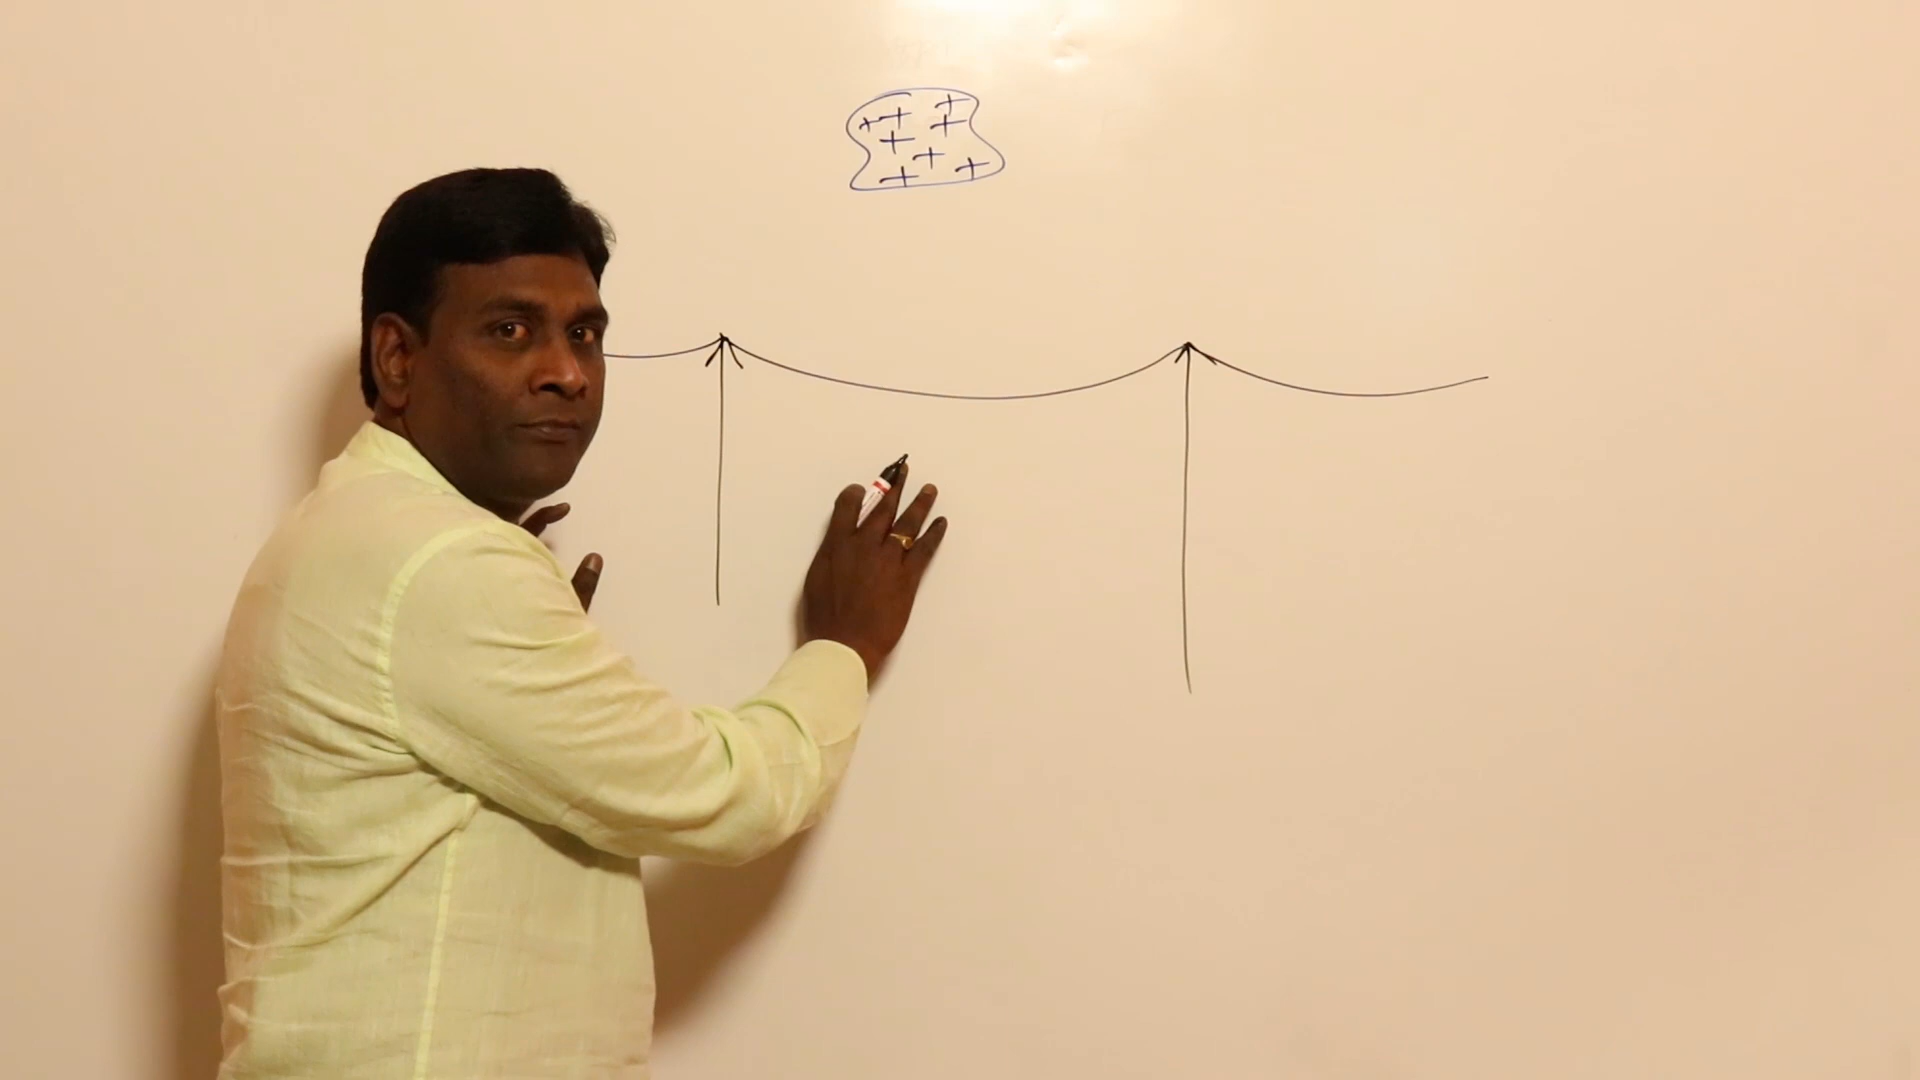 + + +
+ +
+
+ +